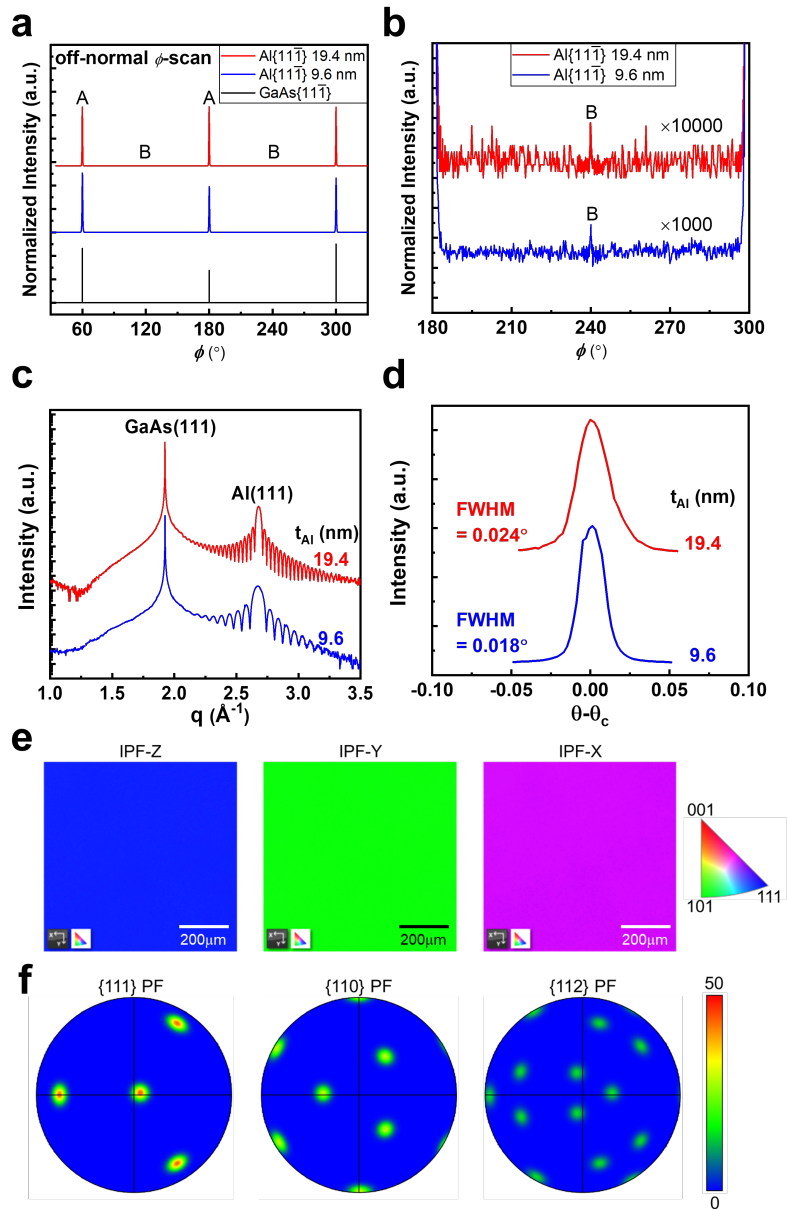 a
off-normal ϕ-scan
Al{111̅} 19.4 nm
Al{111̅} 9.6 nm
GaAs{111̅}
A
A
B
B
Normalized Intensity (a.u.)
60
120
180
240
300
ϕ (°)
b
Al{111̅} 19.4 nm
Al{111̅} 9.6 nm
B
×10000
B
×1000
Normalized Intensity (a.u.)
180
210
240
270
300
ϕ (°)
c
GaAs(111)
Al(111)
tAl (nm)
19.4
9.6
Intensity (a.u.)
1.0
1.5
2.0
2.5
3.0
3.5
q (Å⁻¹)
d
FWHM
= 0.024°
tAl (nm)
19.4
FWHM
= 0.018°
9.6
Intensity (a.u.)
-0.10
-0.05
0.00
0.05
0.10
θ-θc
e
IPF-Z
IPF-Y
IPF-X
200μm
200μm
200μm
001
101
111
f
{111} PF
{110} PF
{112} PF
50
0